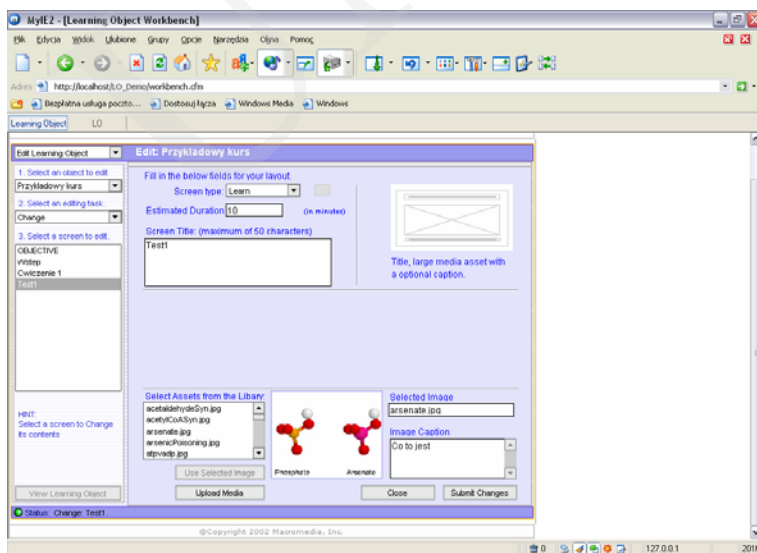 MyIE2 - [Learning Object Workbench]
Plik Edycja Widok Ulubione Grupy Opcje Narzędzia Okna Pomoc
Adres http://localhost/LO_Demo/workbench.cfm
Bezpłatna usługa poczto... Dostosuj łącza Windows Media Windows
Learning Object LO
Edit Learning Object Edit: Przykladowy kurs
1. Select an object to edit
Przykladowy kurs
2. Select an editing task.
Change
3. Select a screen to edit.
OBJECTIVE
Wstep
Cwiczenie 1
Test1
HINT:
Select a screen to Change
its contents
View Learning Object
Fill in the below fields for your layout.
Screen type: Learn
Estimated Duration 10 (in minutes)
Screen Title: (maximum of 50 characters)
Test1
Title, large media asset with
a optional caption.
Select Assets from the Libary
acetaldehydeSyn.jpg
acetylCoASyn.jpg
arsenate.jpg
arsenicPoisoning.jpg
atpvadp.jpg
Use Selected Image
Upload Media
Phosphate Arsenate
Selected Image
arsenate.jpg
Image Caption
Co to jest
Close Submit Changes
Status: Change: Test1.
©Copyright 2002 Macromedia, Inc.
0 127.0.0.1